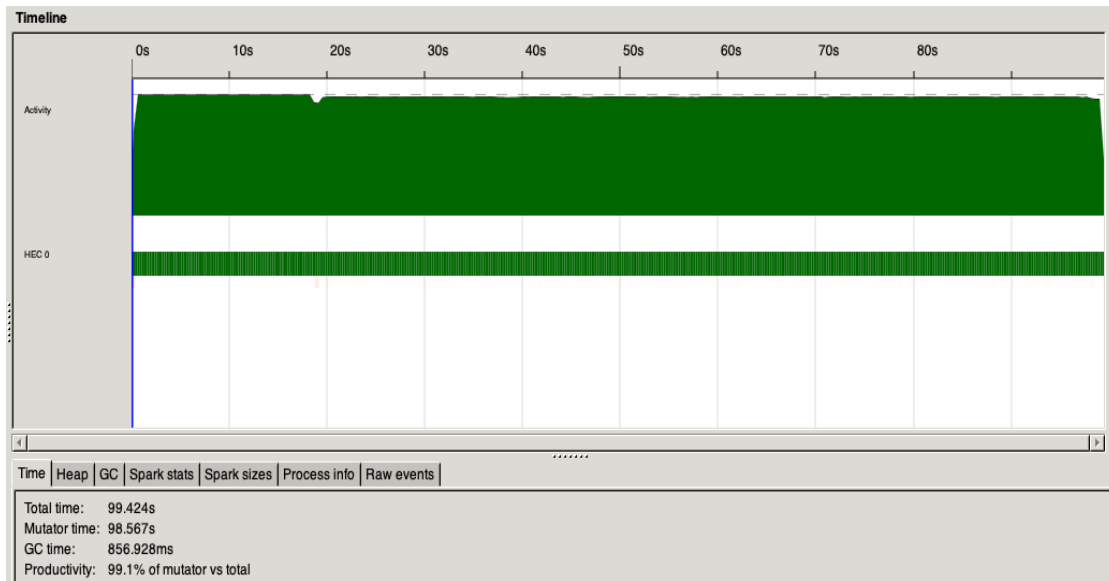 Timeline
0s 10s 20s 30s 40s 50s 60s 70s 80s
Activity
HEC 0
Time Heap GC Spark stats Spark sizes Process info Raw events
Total time: 99.424s
Mutator time: 98.567s
GC time: 856.928ms
Productivity: 99.1% of mutator vs total